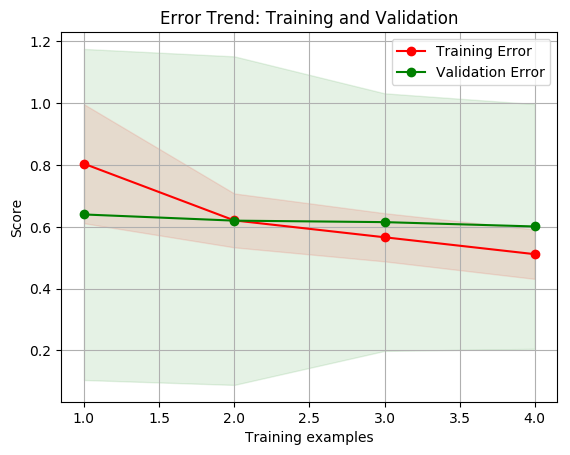 Error Trend: Training and Validation
Training Error
Validation Error
1.2
1.0
0.8
0.6
0.4
0.2
Score
1.0 1.5 2.0 2.5 3.0 3.5 4.0
Training examples